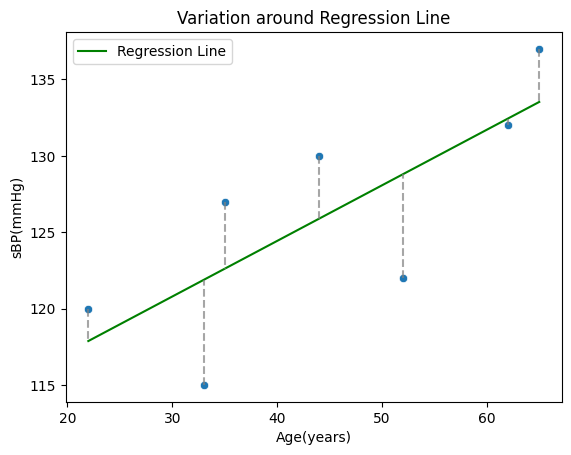 Variation around Regression Line
Regression Line
sBP(mmHg)
135
130
125
120
115
20
30
40
50
60
Age(years)